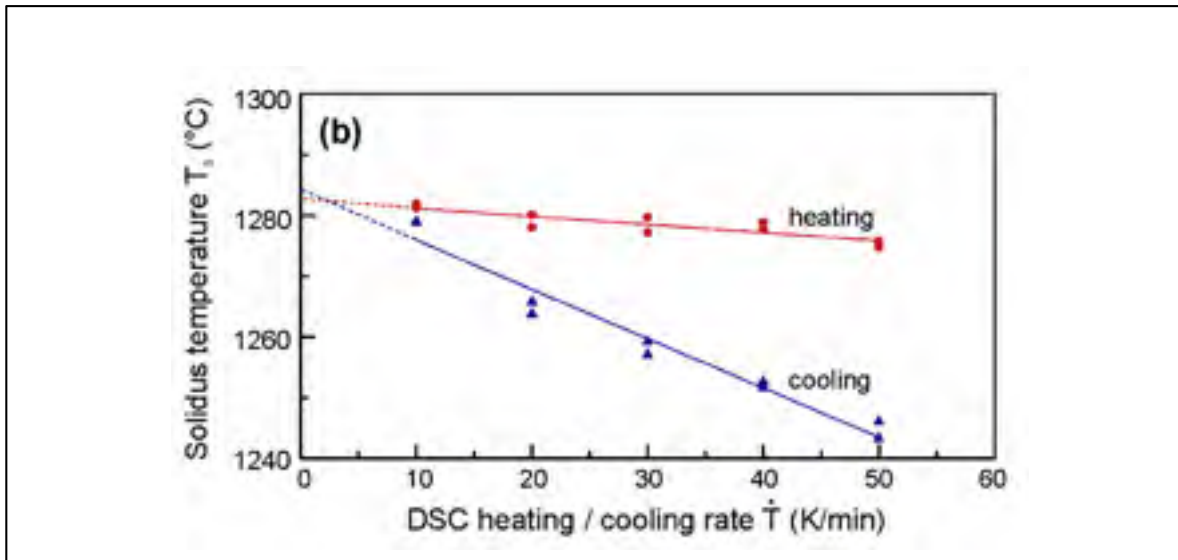 1300
(b)
Solidus temperature Tₛ (°C)
heating
1280
1260
cooling
1240
0 10 20 30 40 50 60
DSC heating / cooling rate Ṫ (K/min)